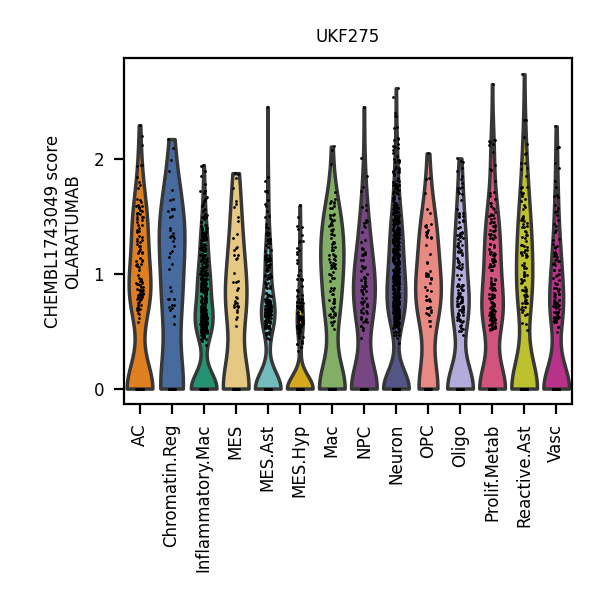 UKF275
CHEMBL1743049 score
OLARATUMAB
2
1
0
AC
Chromatin.Reg
Inflammatory.Mac
MES
MES.Ast
MES.Hyp
Mac
NPC
Neuron
OPC
Oligo
Prolif.Metab
Reactive.Ast
Vasc